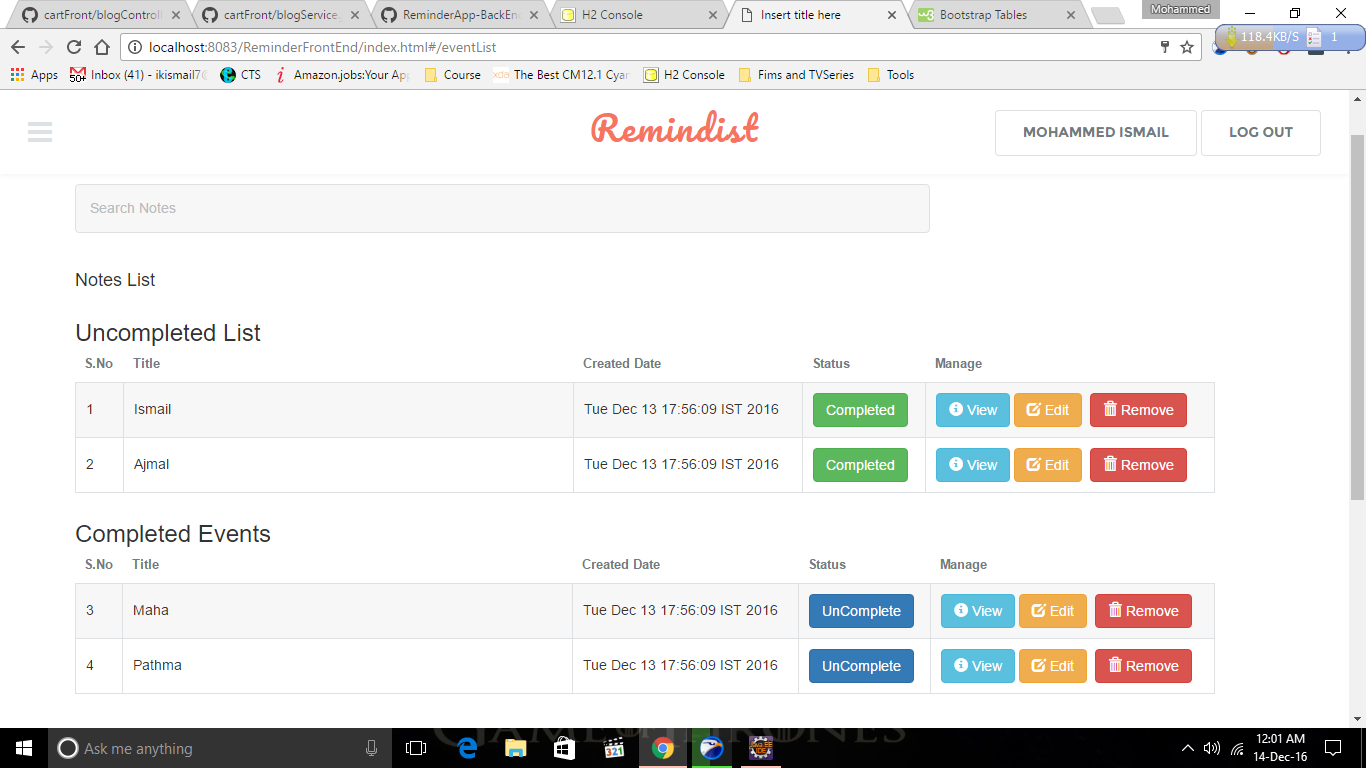 Mohammed
cartFront/blogControll
cartFront/blogService.
ReminderApp-BackEn
H2 Console
Insert title here
Bootstrap Tables
localhost:8083/ReminderFrontEnd/index.html#/eventList
118.4KB/S 1
Apps
50+ Inbox (41) - ikismail7
CTS
Amazon.jobs:Your Ap
Course
xda The Best CM12.1 Cyan
H2 Console
Fims and TVSeries
Tools
Remindist
MOHAMMED ISMAIL
LOG OUT
Search Notes
Notes List
Uncompleted List
S.No Title Created Date Status Manage
1 Ismail Tue Dec 13 17:56:09 IST 2016 Completed View Edit Remove
2 Ajmal Tue Dec 13 17:56:09 IST 2016 Completed View Edit Remove
Completed Events
S.No Title Created Date Status Manage
3 Maha Tue Dec 13 17:56:09 IST 2016 UnComplete View Edit Remove
4 Pathma Tue Dec 13 17:56:09 IST 2016 UnComplete View Edit Remove
Ask me anything
321
JAVA EE
IDE
12:01 AM
14-Dec-16